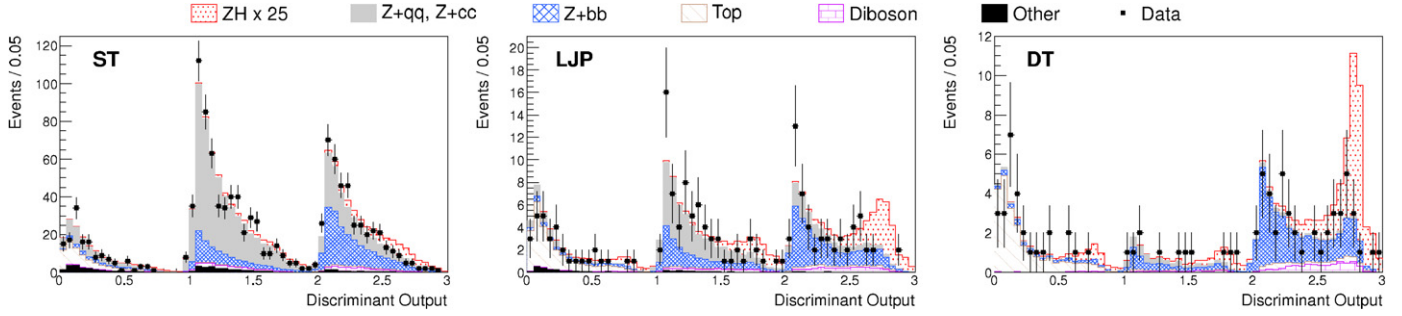 ZH x 25 Z+qq, Z+cc Z+bb Top Diboson Other Data
ST
Events / 0.05
120
100
80
60
40
20
0
0 0.5 1 1.5 2 2.5 3
Discriminant Output
LJP
Events / 0.05
20
18
16
14
12
10
8
6
4
2
0
0 0.5 1 1.5 2 2.5 3
Discriminant Output
DT
Events / 0.05
12
10
8
6
4
2
0
0 0.5 1 1.5 2 2.5 3
Discriminant Output